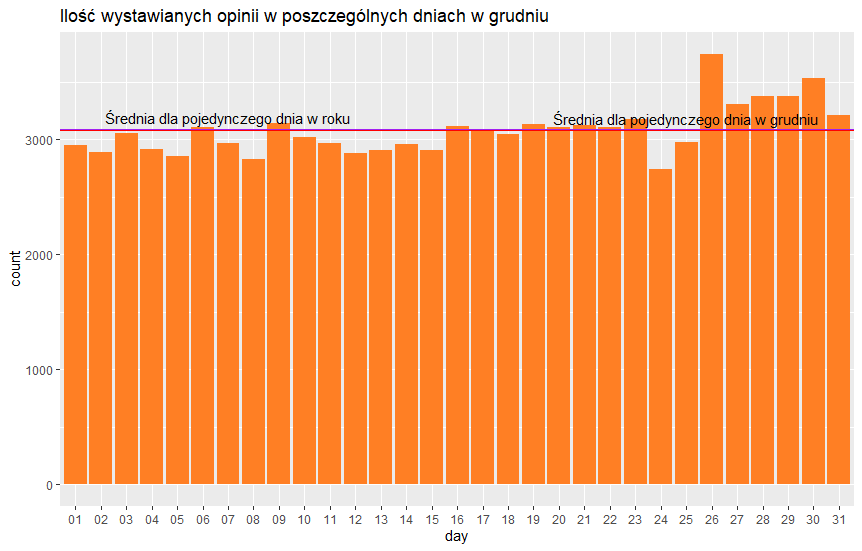 Ilość wystawianych opinii w poszczególnych dniach w grudniu
Średnia dla pojedynczego dnia w roku
Średnia dla pojedynczego dnia w grudniu
3000
2000
1000
0
count
01 02 03 04 05 06 07 08 09 10 11 12 13 14 15 16 17 18 19 20 21 22 23 24 25 26 27 28 29 30 31
day